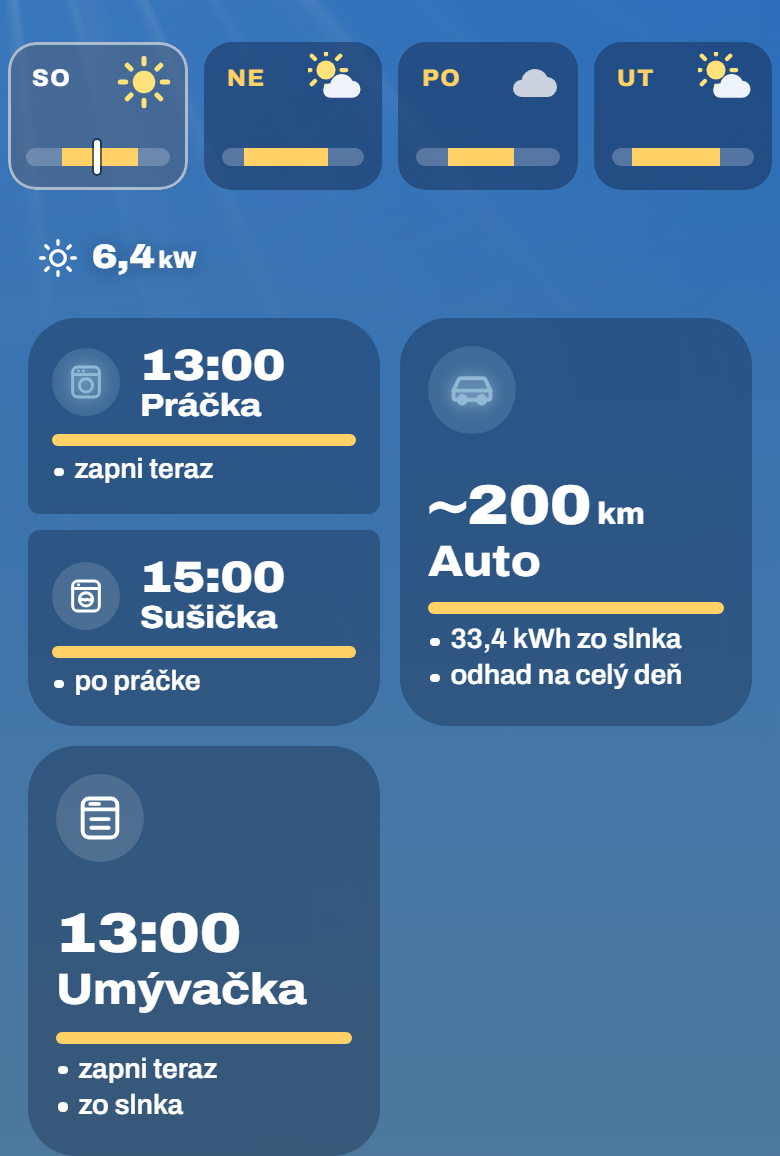 SO
NE
PO
UT
6,4 kW
13:00
Práčka
• zapni teraz
15:00
Sušička
• po práčke
~200 km
Auto
• 33,4 kWh zo slnka
• odhad na celý deň
13:00
Umývačka
• zapni teraz
• zo slnka